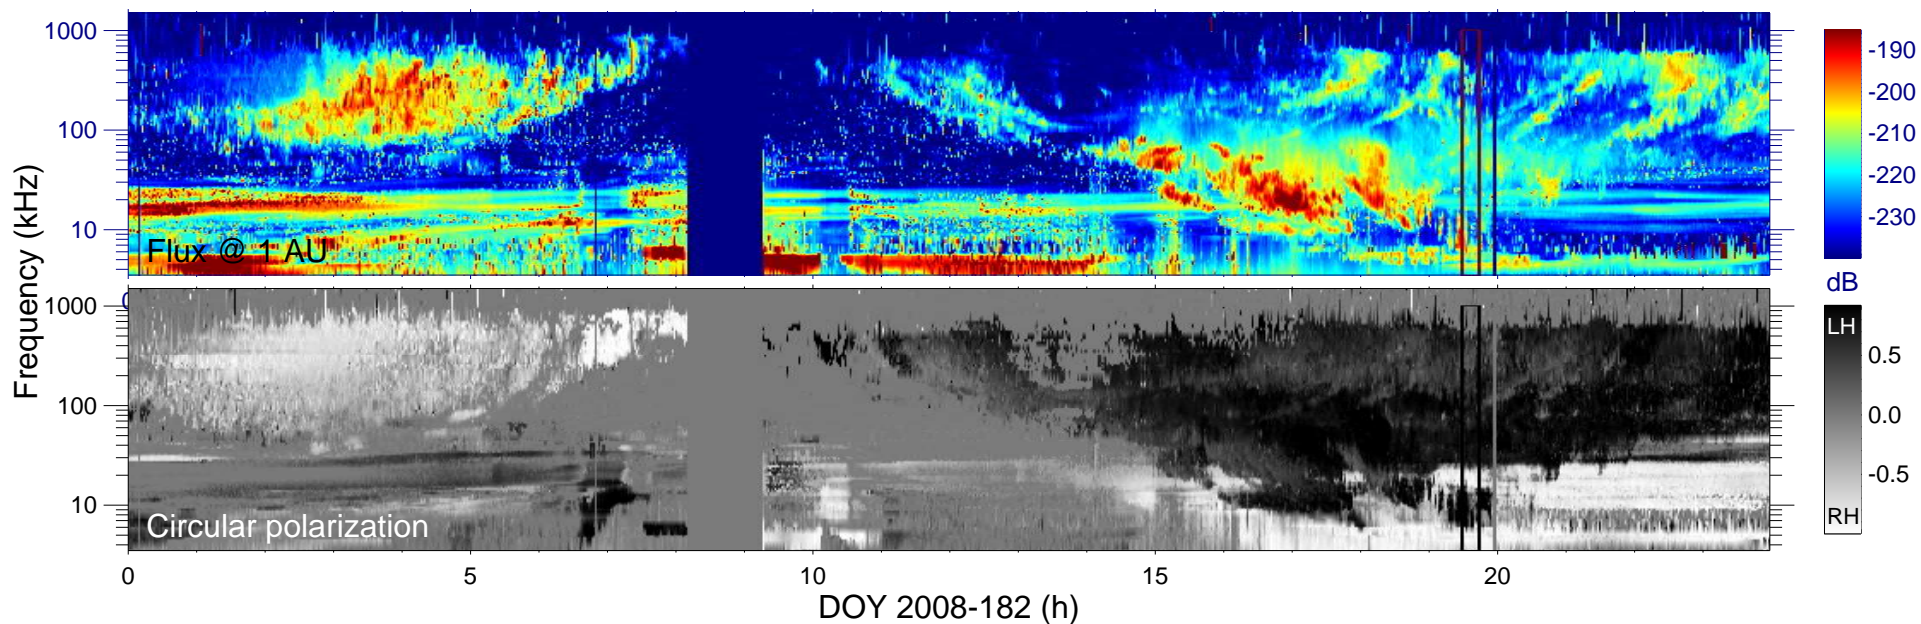 1000
100
10
Flux @ 1 AU
-190
-200
-210
-220
-230
dB
0
Frequency (kHz)
1000
100
10
Circular polarization
LH
0.5
0.0
-0.5
RH
0 5 10 15 20
DOY 2008-182 (h)